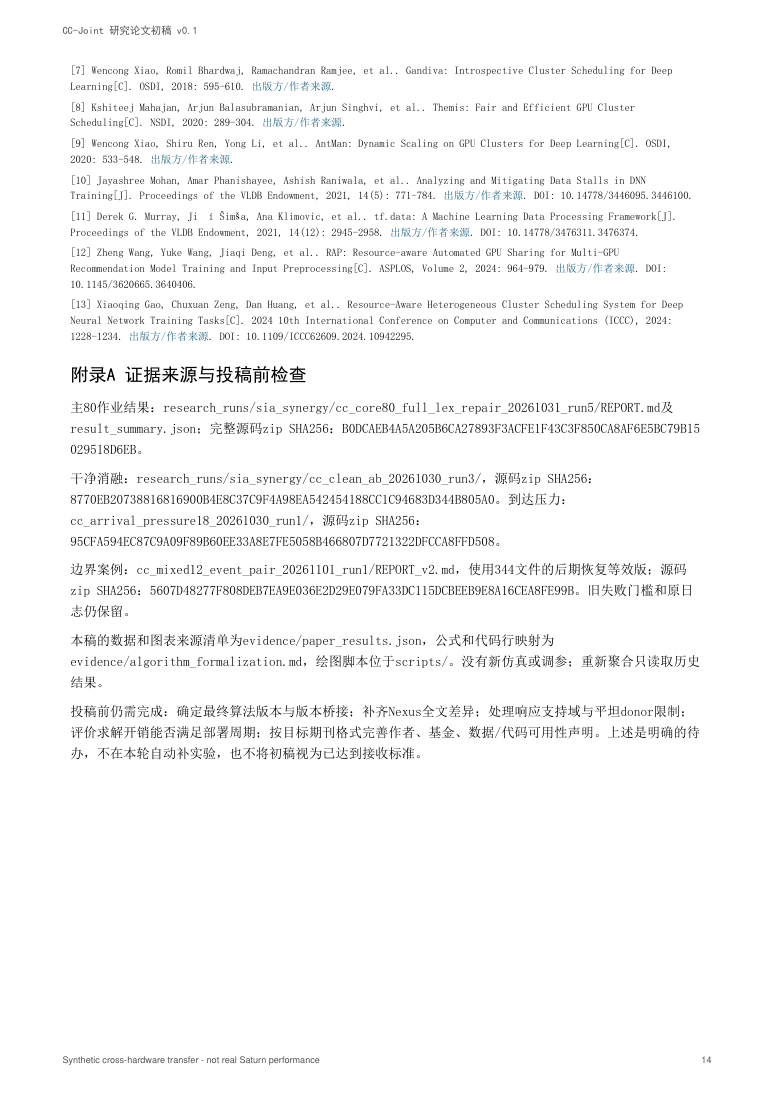 CC-Joint 研究论文初稿 v0.1
[7] Wencong Xiao, Romil Bhardwaj, Ramachandran Ramjee, et al.. Gandiva: Introspective Cluster Scheduling for Deep
Learning[C]. OSDI, 2018: 595-610. 出版方/作者来源.
[8] Kshiteej Mahajan, Arjun Balasubramanian, Arjun Singhvi, et al.. Themis: Fair and Efficient GPU Cluster
Scheduling[C]. NSDI, 2020: 289-304. 出版方/作者来源.
[9] Wencong Xiao, Shiru Ren, Yong Li, et al.. AntMan: Dynamic Scaling on GPU Clusters for Deep Learning[C]. OSDI,
2020: 533-548. 出版方/作者来源.
[10] Jayashree Mohan, Amar Phanishayee, Ashish Raniwala, et al.. Analyzing and Mitigating Data Stalls in DNN
Training[J]. Proceedings of the VLDB Endowment, 2021, 14(5): 771-784. 出版方/作者来源. DOI: 10.14778/3446095.3446100.
[11] Derek G. Murray, Ji í Šimša, Ana Klimovic, et al.. tf.data: A Machine Learning Data Processing Framework[J].
Proceedings of the VLDB Endowment, 2021, 14(12): 2945-2958. 出版方/作者来源. DOI: 10.14778/3476311.3476374.
[12] Zheng Wang, Yuke Wang, Jiaqi Deng, et al.. RAP: Resource-aware Automated GPU Sharing for Multi-GPU
Recommendation Model Training and Input Preprocessing[C]. ASPLOS, Volume 2, 2024: 964-979. 出版方/作者来源. DOI:
10.1145/3620665.3640406.
[13] Xiaoqing Gao, Chuxuan Zeng, Dan Huang, et al.. Resource-Aware Heterogeneous Cluster Scheduling System for Deep
Neural Network Training Tasks[C]. 2024 10th International Conference on Computer and Communications (ICCC), 2024:
1228-1234. 出版方/作者来源. DOI: 10.1109/ICCC62609.2024.10942295.
附录A 证据来源与投稿前检查
主80作业结果：research_runs/sia_synergy/cc_core80_full_lex_repair_20261031_run5/REPORT.md及
result_summary.json；完整源码zip SHA256：B0DCAEB4A5A205B6CA27893F3ACFE1F43C3F850CA8AF6E5BC79B15
029518D6EB。
干净消融：research_runs/sia_synergy/cc_clean_ab_20261030_run3/，源码zip SHA256：
8770EB20738816816900B4E8C37C9F4A98EA542454188CC1C94683D344B805A0。到达压力：
cc_arrival_pressure18_20261030_run1/，源码zip SHA256：
95CFA594EC87C9A09F89B60EE33A8E7FE5058B466807D7721322DFCCA8FFD508。
边界案例：cc_mixed12_event_pair_20261101_run1/REPORT_v2.md，使用344文件的后期恢复等效版；源码
zip SHA256：5607D48277F808DEB7EA9E036E2D29E079FA33DC115DCBEEB9E8A16CEA8FE99B。旧失败门槛和原日
志仍保留。
本稿的数据和图表来源清单为evidence/paper_results.json，公式和代码行映射为
evidence/algorithm_formalization.md，绘图脚本位于scripts/。没有新仿真或调参；重新聚合只读取历史
结果。
投稿前仍需完成：确定最终算法版本与版本桥接；补齐Nexus全文差异；处理响应支持域与平坦donor限制；
评价求解开销能否满足部署周期；按目标期刊格式完善作者、基金、数据/代码可用性声明。上述是明确的待
办，不在本轮自动补实验，也不将初稿视为已达到接收标准。
Synthetic cross-hardware transfer - not real Saturn performance
14